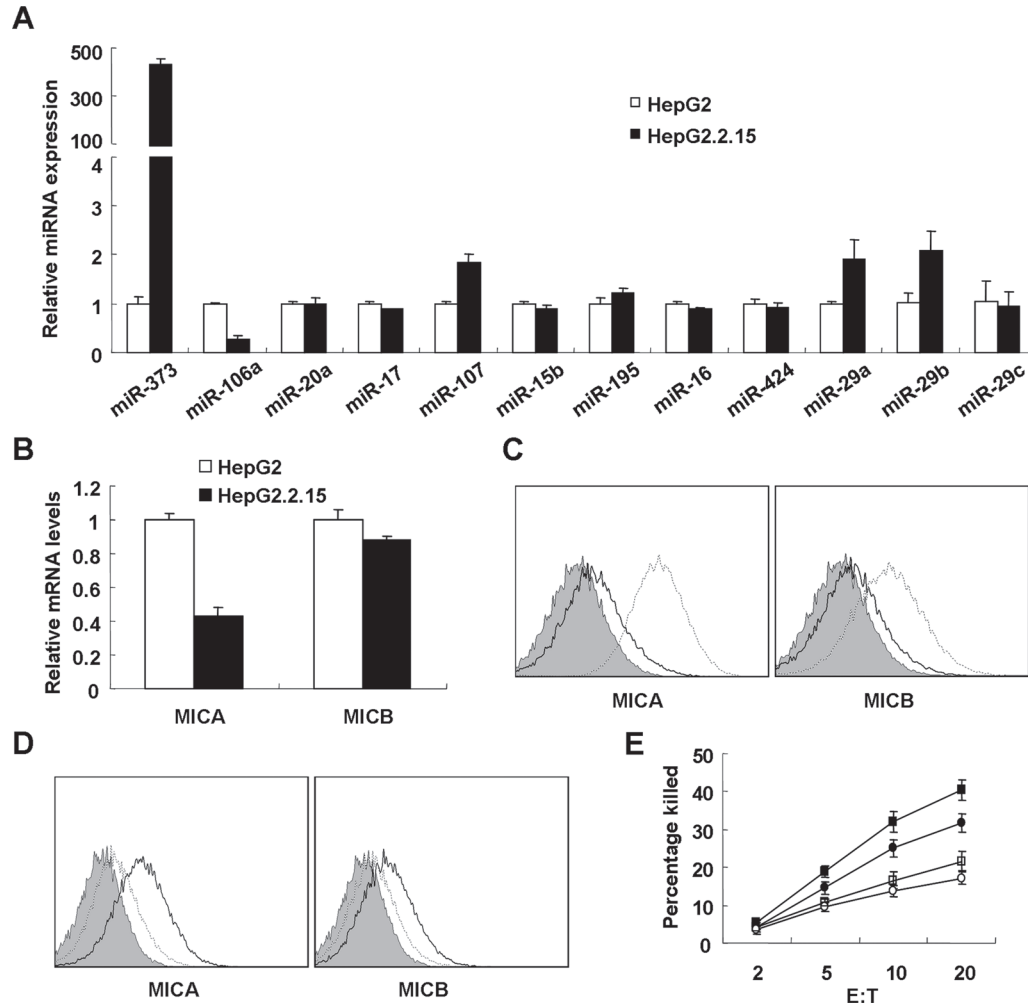 A
Relative miRNA expression
500
300
100
4
3
2
1
0
HepG2
HepG2.2.15
miR-373
miR-106a
miR-20a
miR-17
miR-107
miR-15b
miR-195
miR-16
miR-424
miR-29a
miR-29b
miR-29c
B
HepG2
HepG2.2.15
Relative mRNA levels
1.2
1
0.8
0.6
0.4
0.2
0
MICA
MICB
C
MICA
MICB
D
MICA
MICB
E
Percentage killed
50
40
30
20
10
0
2 5 10 20
E:T